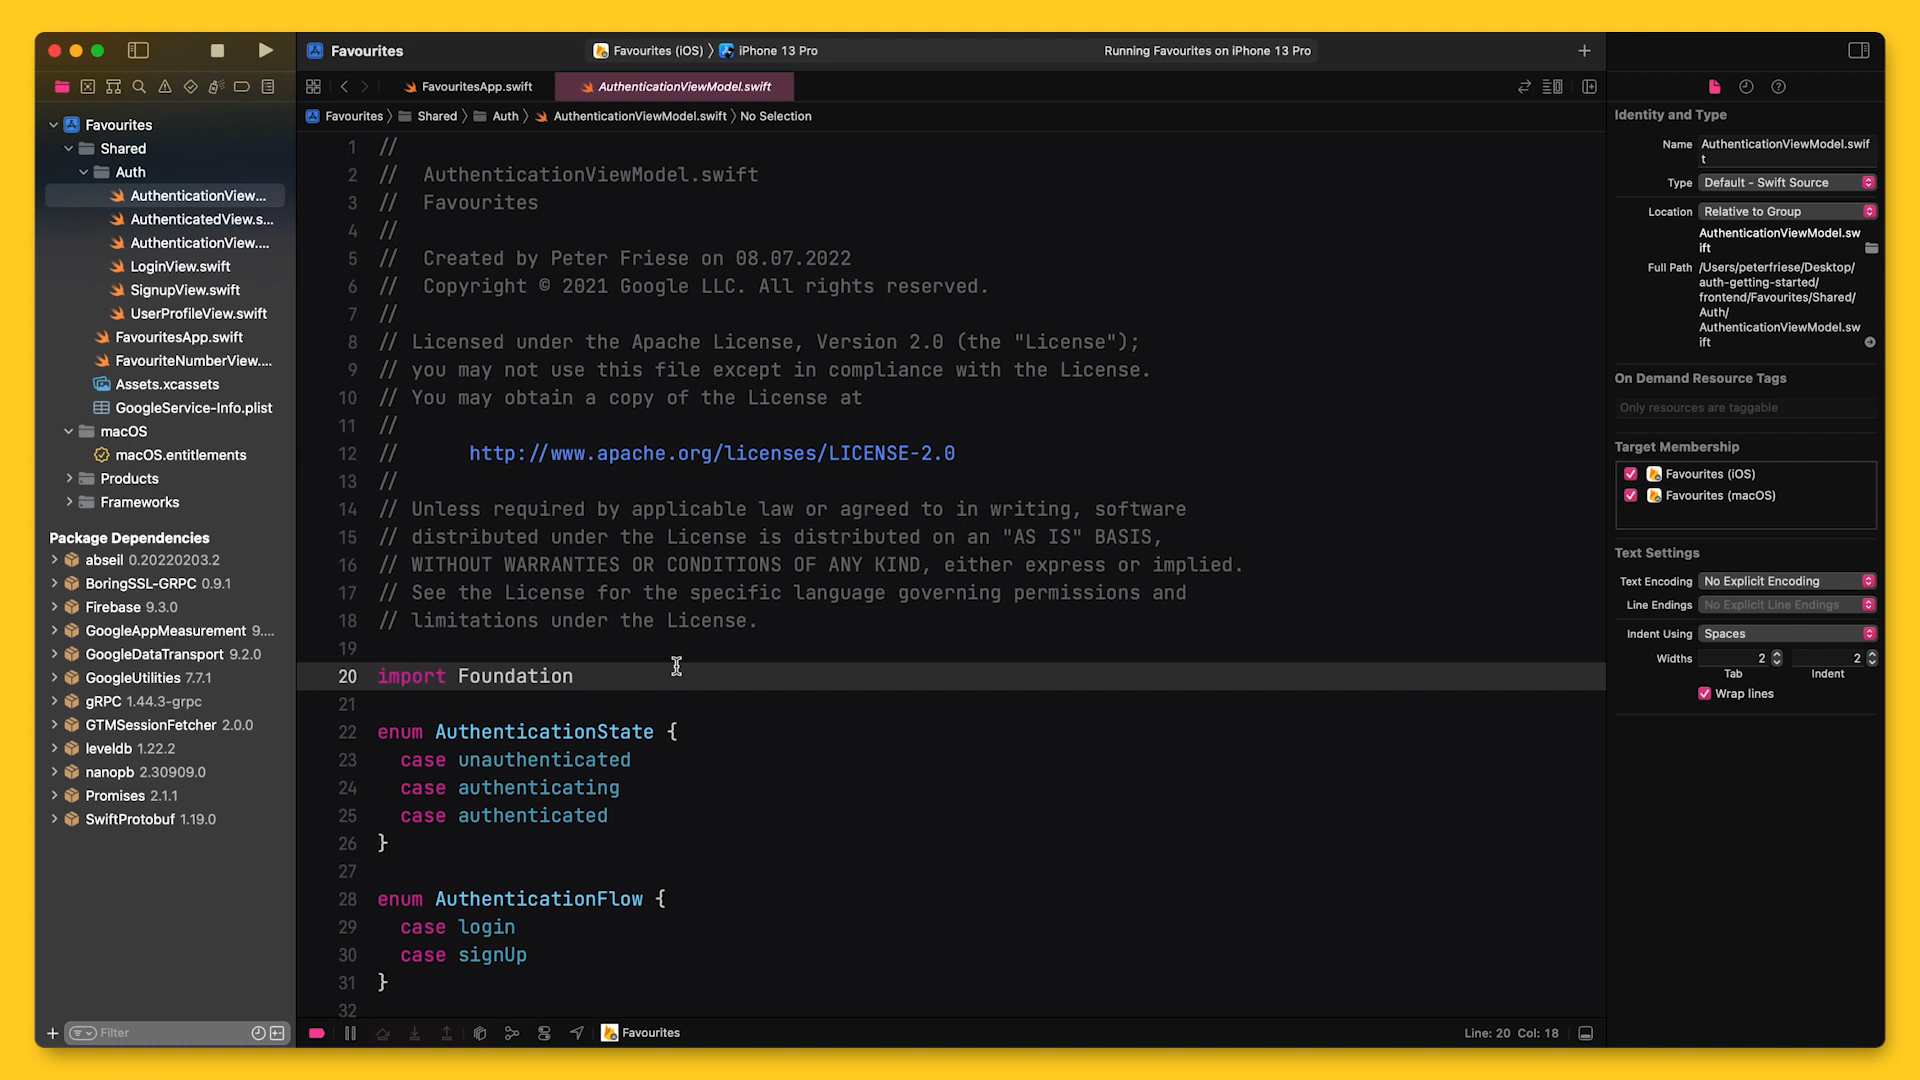 Favourites
Favourites (iOS) 〉 iPhone 13 Pro
Running Favourites on iPhone 13 Pro
FavouritesApp.swift
AuthenticationViewModel.swift
Favourites 〉 Shared 〉 Auth 〉 AuthenticationViewModel.swift 〉 No Selection
Favourites
Shared
Auth
AuthenticationView...
AuthenticatedView.s...
AuthenticationView....
LoginView.swift
SignupView.swift
UserProfileView.swift
FavouritesApp.swift
FavouriteNumberView....
Assets.xcassets
GoogleService-Info.plist
macOS
macOS.entitlements
Products
Frameworks
Package Dependencies
abseil 0.20220203.2
BoringSSL-GRPC 0.9.1
Firebase 9.3.0
GoogleAppMeasurement 9....
GoogleDataTransport 9.2.0
GoogleUtilities 7.7.1
gRPC 1.44.3-grpc
GTMSessionFetcher 2.0.0
leveldb 1.22.2
nanopb 2.30909.0
Promises 2.1.1
SwiftProtobuf 1.19.0
Filter
1 //
2 // AuthenticationViewModel.swift
3 // Favourites
4 //
5 // Created by Peter Friese on 08.07.2022
6 // Copyright © 2021 Google LLC. All rights reserved.
7 //
8 // Licensed under the Apache License, Version 2.0 (the "License");
9 // you may not use this file except in compliance with the License.
10 // You may obtain a copy of the License at
11 //
12 // http://www.apache.org/licenses/LICENSE-2.0
13 //
14 // Unless required by applicable law or agreed to in writing, software
15 // distributed under the License is distributed on an "AS IS" BASIS,
16 // WITHOUT WARRANTIES OR CONDITIONS OF ANY KIND, either express or implied.
17 // See the License for the specific language governing permissions and
18 // limitations under the License.
19
20 import Foundation
21
22 enum AuthenticationState {
23 case unauthenticated
24 case authenticating
25 case authenticated
26 }
27
28 enum AuthenticationFlow {
29 case login
30 case signUp
31 }
32
Favourites
Line: 20 Col: 18
Identity and Type
Name AuthenticationViewModel.swif
t
Type Default - Swift Source
Location Relative to Group
AuthenticationViewModel.sw
ift
Full Path /Users/peterfriese/Desktop/
auth-getting-started/
frontend/Favourites/Shared/
Auth/
AuthenticationViewModel.sw
ift
On Demand Resource Tags
Only resources are taggable
Target Membership
Favourites (iOS)
Favourites (macOS)
Text Settings
Text Encoding No Explicit Encoding
Line Endings No Explicit Line Endings
Indent Using Spaces
Widths 2 2
Tab Indent
Wrap lines